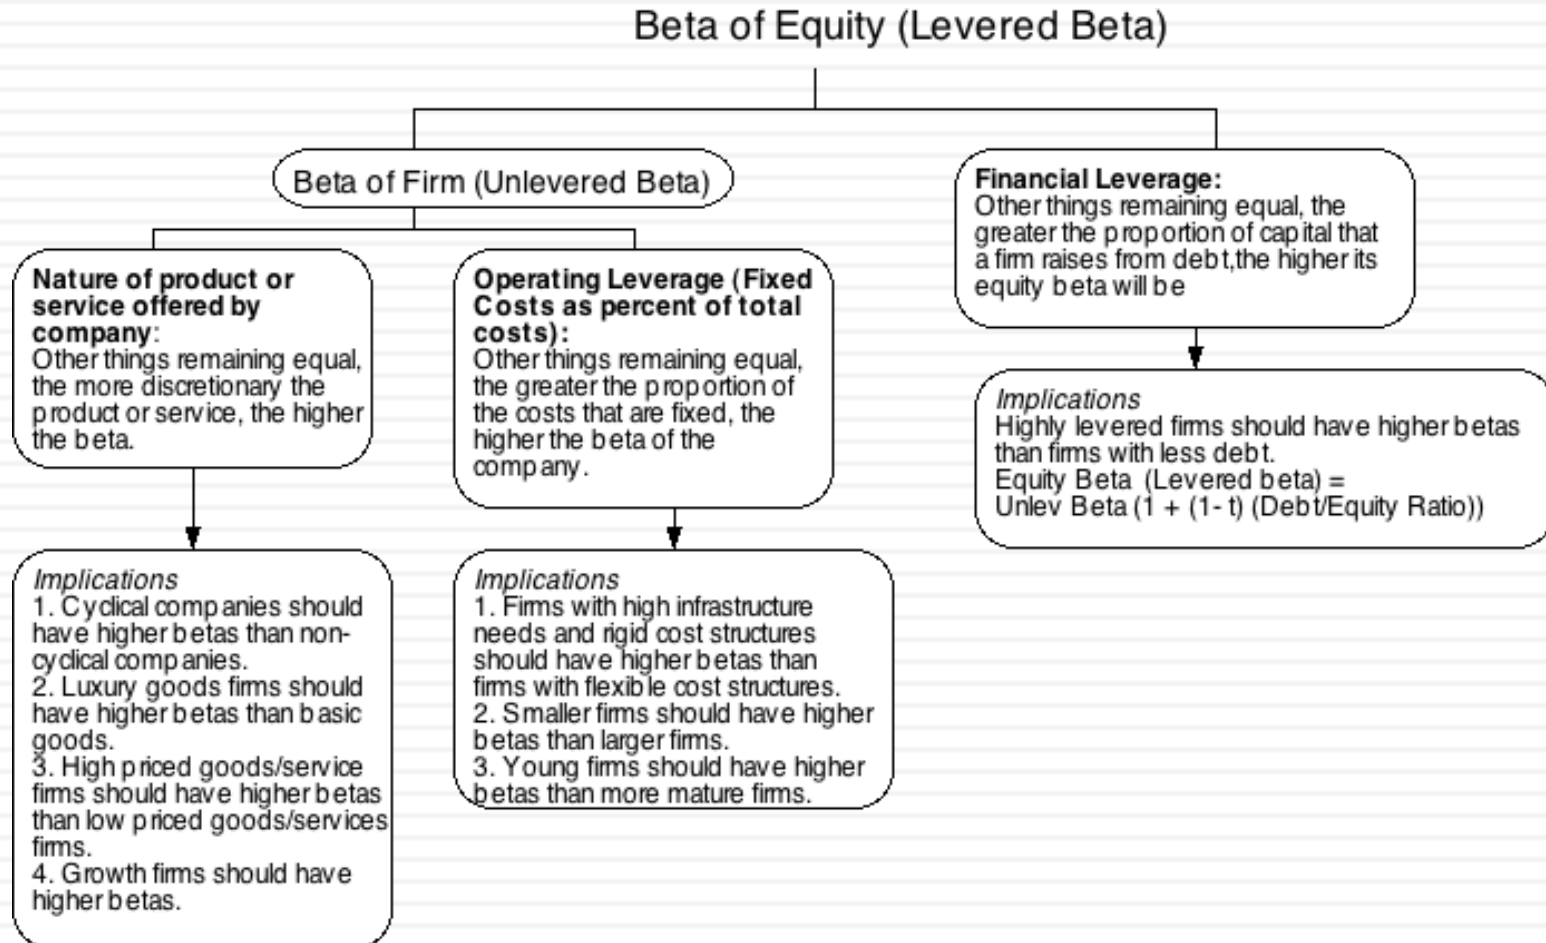 Beta of Equity (Levered Beta)
Beta of Firm (Unlevered Beta)
Nature of product or
service offered by
company:
Other things remaining equal,
the more discretionary the
product or service, the higher
the beta.
Implications
1. Cyclical companies should
have higher betas than non-
cyclical companies.
2. Luxury goods firms should
have higher betas than basic
goods.
3. High priced goods/service
firms should have higher betas
than low priced goods/services
firms.
4. Growth firms should have
higher betas.
Operating Leverage (Fixed
Costs as percent of total
costs):
Other things remaining equal,
the greater the proportion of
the costs that are fixed, the
higher the beta of the
company.
Implications
1. Firms with high infrastructure
needs and rigid cost structures
should have higher betas than
firms with flexible cost structures.
2. Smaller firms should have higher
betas than larger firms.
3. Young firms should have higher
betas than more mature firms.
Financial Leverage:
Other things remaining equal, the
greater the proportion of capital that
a firm raises from debt,the higher its
equity beta will be
Implications
Highly levered firms should have higher betas
than firms with less debt.
Equity Beta (Levered beta) =
Unlev Beta (1 + (1- t) (Debt/Equity Ratio))